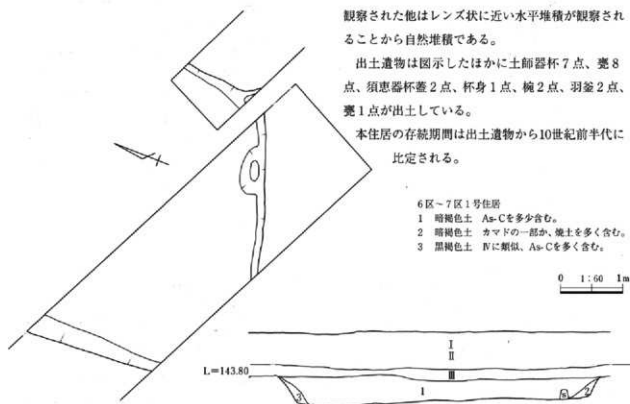 観察された他はレンズ状に近い水平堆積が観察され
ることから自然堆積である。
出土遺物は図示したほかに土師器杯７点、甕８
点、須恵器杯蓋２点、杯身１点、椀２点、羽釜２点、
甕１点が出土している。
本住居の存続期間は出土遺物から10世紀前半代に
比定される。
６区～７区１号住居
1 暗褐色土 As-Cを多少含む。
2 暗褐色土 カマドの一部か、焼土を多く含む。
3 黒褐色土 Ⅳに類似、As-Cを多く含む。
0 1:60 1m
Ⅰ
Ⅱ
Ⅲ
L=143.80
3 1 S 2